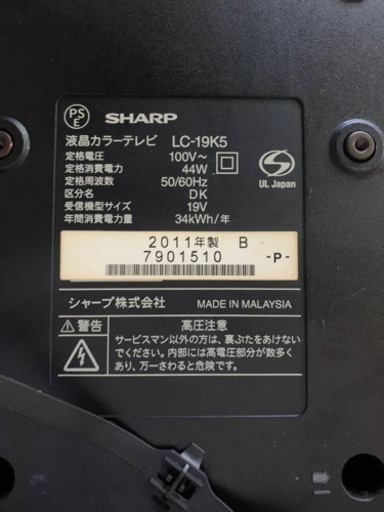 PS
E
SHARP
液晶カラーテレビ LC-19K5
定格電圧 100V～
定格消費電力 44W
定格周波数 50/60Hz
区分名 DK
受信機型サイズ 19V
年間消費電力量 34kWh/年
S
UL Japan
2011年製 B
7901510 -P-
シャープ株式会社 MADE IN MALAYSIA
警告 高圧注意
サービスマン以外の方は、裏ぶたをあけない
でください。内部には高電圧部分が数多く
あり、万一さわると危険です。